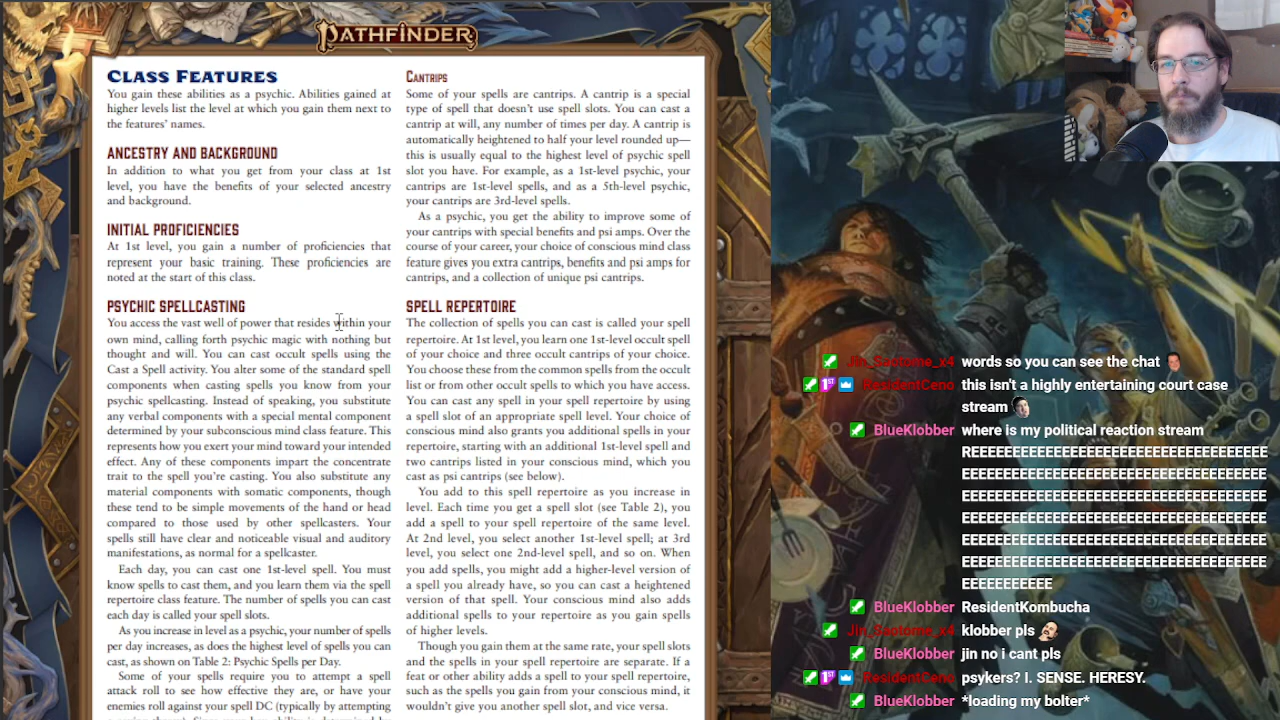 PATHFINDER
CLASS FEATURES
You gain these abilities as a psychic. Abilities gained at
higher levels list the level at which you gain them next to
the features' names.
ANCESTRY AND BACKGROUND
In addition to what you get from your class at 1st
level, you have the benefits of your selected ancestry
and background.
INITIAL PROFICIENCIES
At 1st level, you gain a number of proficiencies that
represent your basic training. These proficiencies are
noted at the start of this class.
PSYCHIC SPELLCASTING
You access the vast well of power that resides within your
own mind, calling forth psychic magic with nothing but
thought and will. You can cast occult spells using the
Cast a Spell activity. You alter some of the standard spell
components when casting spells you know from your
psychic spellcasting. Instead of speaking, you substitute
any verbal components with a special mental component
determined by your subconscious mind class feature. This
represents how you exert your mind toward your intended
effect. Any of these components impart the concentrate
trait to the spell you're casting. You also substitute any
material components with somatic components, though
these tend to be simple movements of the hand or head
compared to those used by other spellcasters. Your
spells still have clear and noticeable visual and auditory
manifestations, as normal for a spellcaster.
Each day, you can cast one 1st-level spell. You must
know spells to cast them, and you learn them via the spell
repertoire class feature. The number of spells you can cast
each day is called your spell slots.
As you increase in level as a psychic, your number of spells
per day increases, as does the highest level of spells you can
cast, as shown on Table 2: Psychic Spells per Day.
Some of your spells require you to attempt a spell
attack roll to see how effective they are, or have your
enemies roll against your spell DC (typically by attempting
CANTRIPS
Some of your spells are cantrips. A cantrip is a special
type of spell that doesn't use spell slots. You can cast a
cantrip at will, any number of times per day. A cantrip is
automatically heightened to half your level rounded up—
this is usually equal to the highest level of psychic spell
slot you have. For example, as a 1st-level psychic, your
cantrips are 1st-level spells, and as a 5th-level psychic,
your cantrips are 3rd-level spells.
As a psychic, you get the ability to improve some of
your cantrips with special benefits and psi amps. Over the
course of your career, your choice of conscious mind class
feature gives you extra cantrips, benefits and psi amps for
cantrips, and a collection of unique psi cantrips.
SPELL REPERTOIRE
The collection of spells you can cast is called your spell
repertoire. At 1st level, you learn one 1st-level occult spell
of your choice and three occult cantrips of your choice.
You choose these from the common spells from the occult
list or from other occult spells to which you have access.
You can cast any spell in your spell repertoire by using
a spell slot of an appropriate spell level. Your choice of
conscious mind also grants you additional spells in your
repertoire, starting with an additional 1st-level spell and
two cantrips listed in your conscious mind, which you
cast as psi cantrips (see below).
You add to this spell repertoire as you increase in
level. Each time you get a spell slot (see Table 2), you
add a spell to your spell repertoire of the same level.
At 2nd level, you select another 1st-level spell; at 3rd
level, you select one 2nd-level spell, and so on. When
you add spells, you might add a higher-level version of
a spell you already have, so you can cast a heightened
version of that spell. Your conscious mind also adds
additional spells to your repertoire as you gain spells
of higher levels.
Though you gain them at the same rate, your spell slots
and the spells in your spell repertoire are separate. If a
feat or other ability adds a spell to your spell repertoire,
such as the spells you gain from your conscious mind, it
wouldn't give you another spell slot, and vice versa.
Jin_Saotome_x4 words so you can see the chat
1st ResidentCeno this isn't a highly entertaining court case
stream
BlueKlobber where is my political reaction stream
REEEEEEEEEEEEEEEEEEEEEEEEEEEEEEEEEEE
EEEEEEEEEEEEEEEEEEEEEEEEEEEEEEEEEEEE
EEEEEEEEEEEEEEEEEEEEEEEEEEEEEEEEEEEE
EEEEEEEEEEEEEEEEEEEEEEEEEEEEEEEEEEEE
EEEEEEEEEEEEEEEEEEEEEEEEEEEEEEEEEEEE
EEEEEEEEEEEEEEEEEEEEEEEEEEEEEEEEEEEE
EEEEEEEEEEE
BlueKlobber ResidentKombucha
Jin_Saotome_x4 klobber pls
BlueKlobber jin no i cant pls
1st ResidentCeno psykers? I. SENSE. HERESY.
BlueKlobber *loading my bolter*